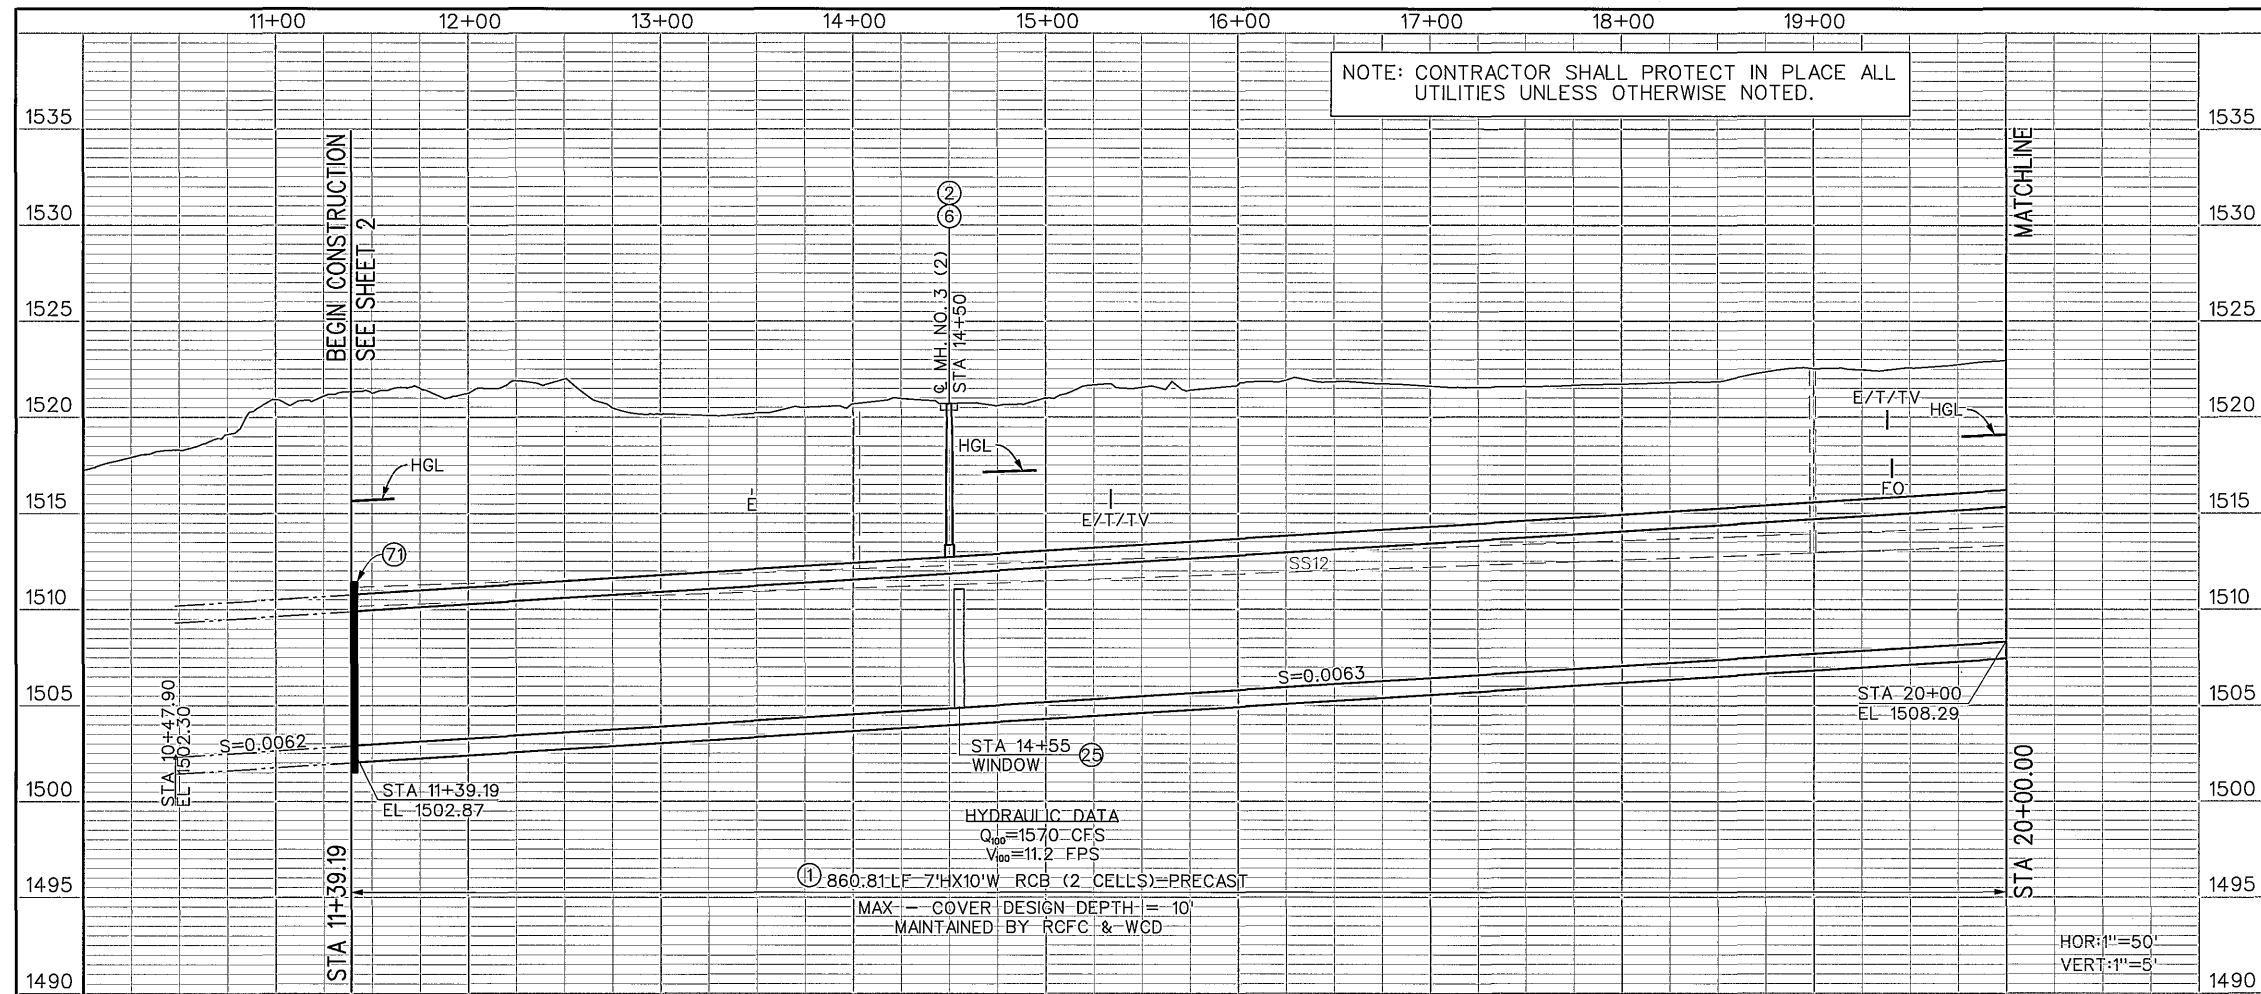 11+00 12+00 13+00 14+00 15+00 16+00 17+00 18+00 19+00
NOTE: CONTRACTOR SHALL PROTECT IN PLACE ALL
UTILITIES UNLESS OTHERWISE NOTED.
1535 1535
1530 1530
1525 1525
1520 1520
1515 1515
1510 1510
1505 1505
1500 1500
1495 1495
1490 1490
BEGIN CONSTRUCTION
SEE SHEET 2
STA 11+39.19
2
6
℄ MH. NO. 3 (2)
STA 14+50
MATCHLINE
STA 20+00.00
HGL
HGL
HGL
E/T/TV
E
E/T/TV
FO
71
SS12
S=0.0063
S=0.0062
STA 10+47.90
EL 1502.30
STA 11+39.19
EL 1502.87
STA 14+55
WINDOW
25
STA 20+00
EL 1508.29
HYDRAULIC DATA
Q100=1570 CFS
V100=11.2 FPS
1 860.81 LF 7'HX10'W RCB (2 CELLS)-PRECAST
MAX - COVER DESIGN DEPTH = 10'
MAINTAINED BY RCFC & WCD
HOR:1"=50'
VERT:1"=5'